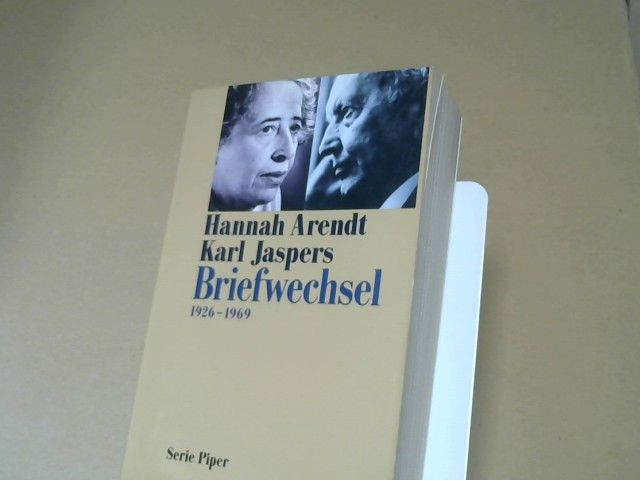 Hannah Arendt
Karl Jaspers
Briefwechsel
1926–1969
Serie Piper